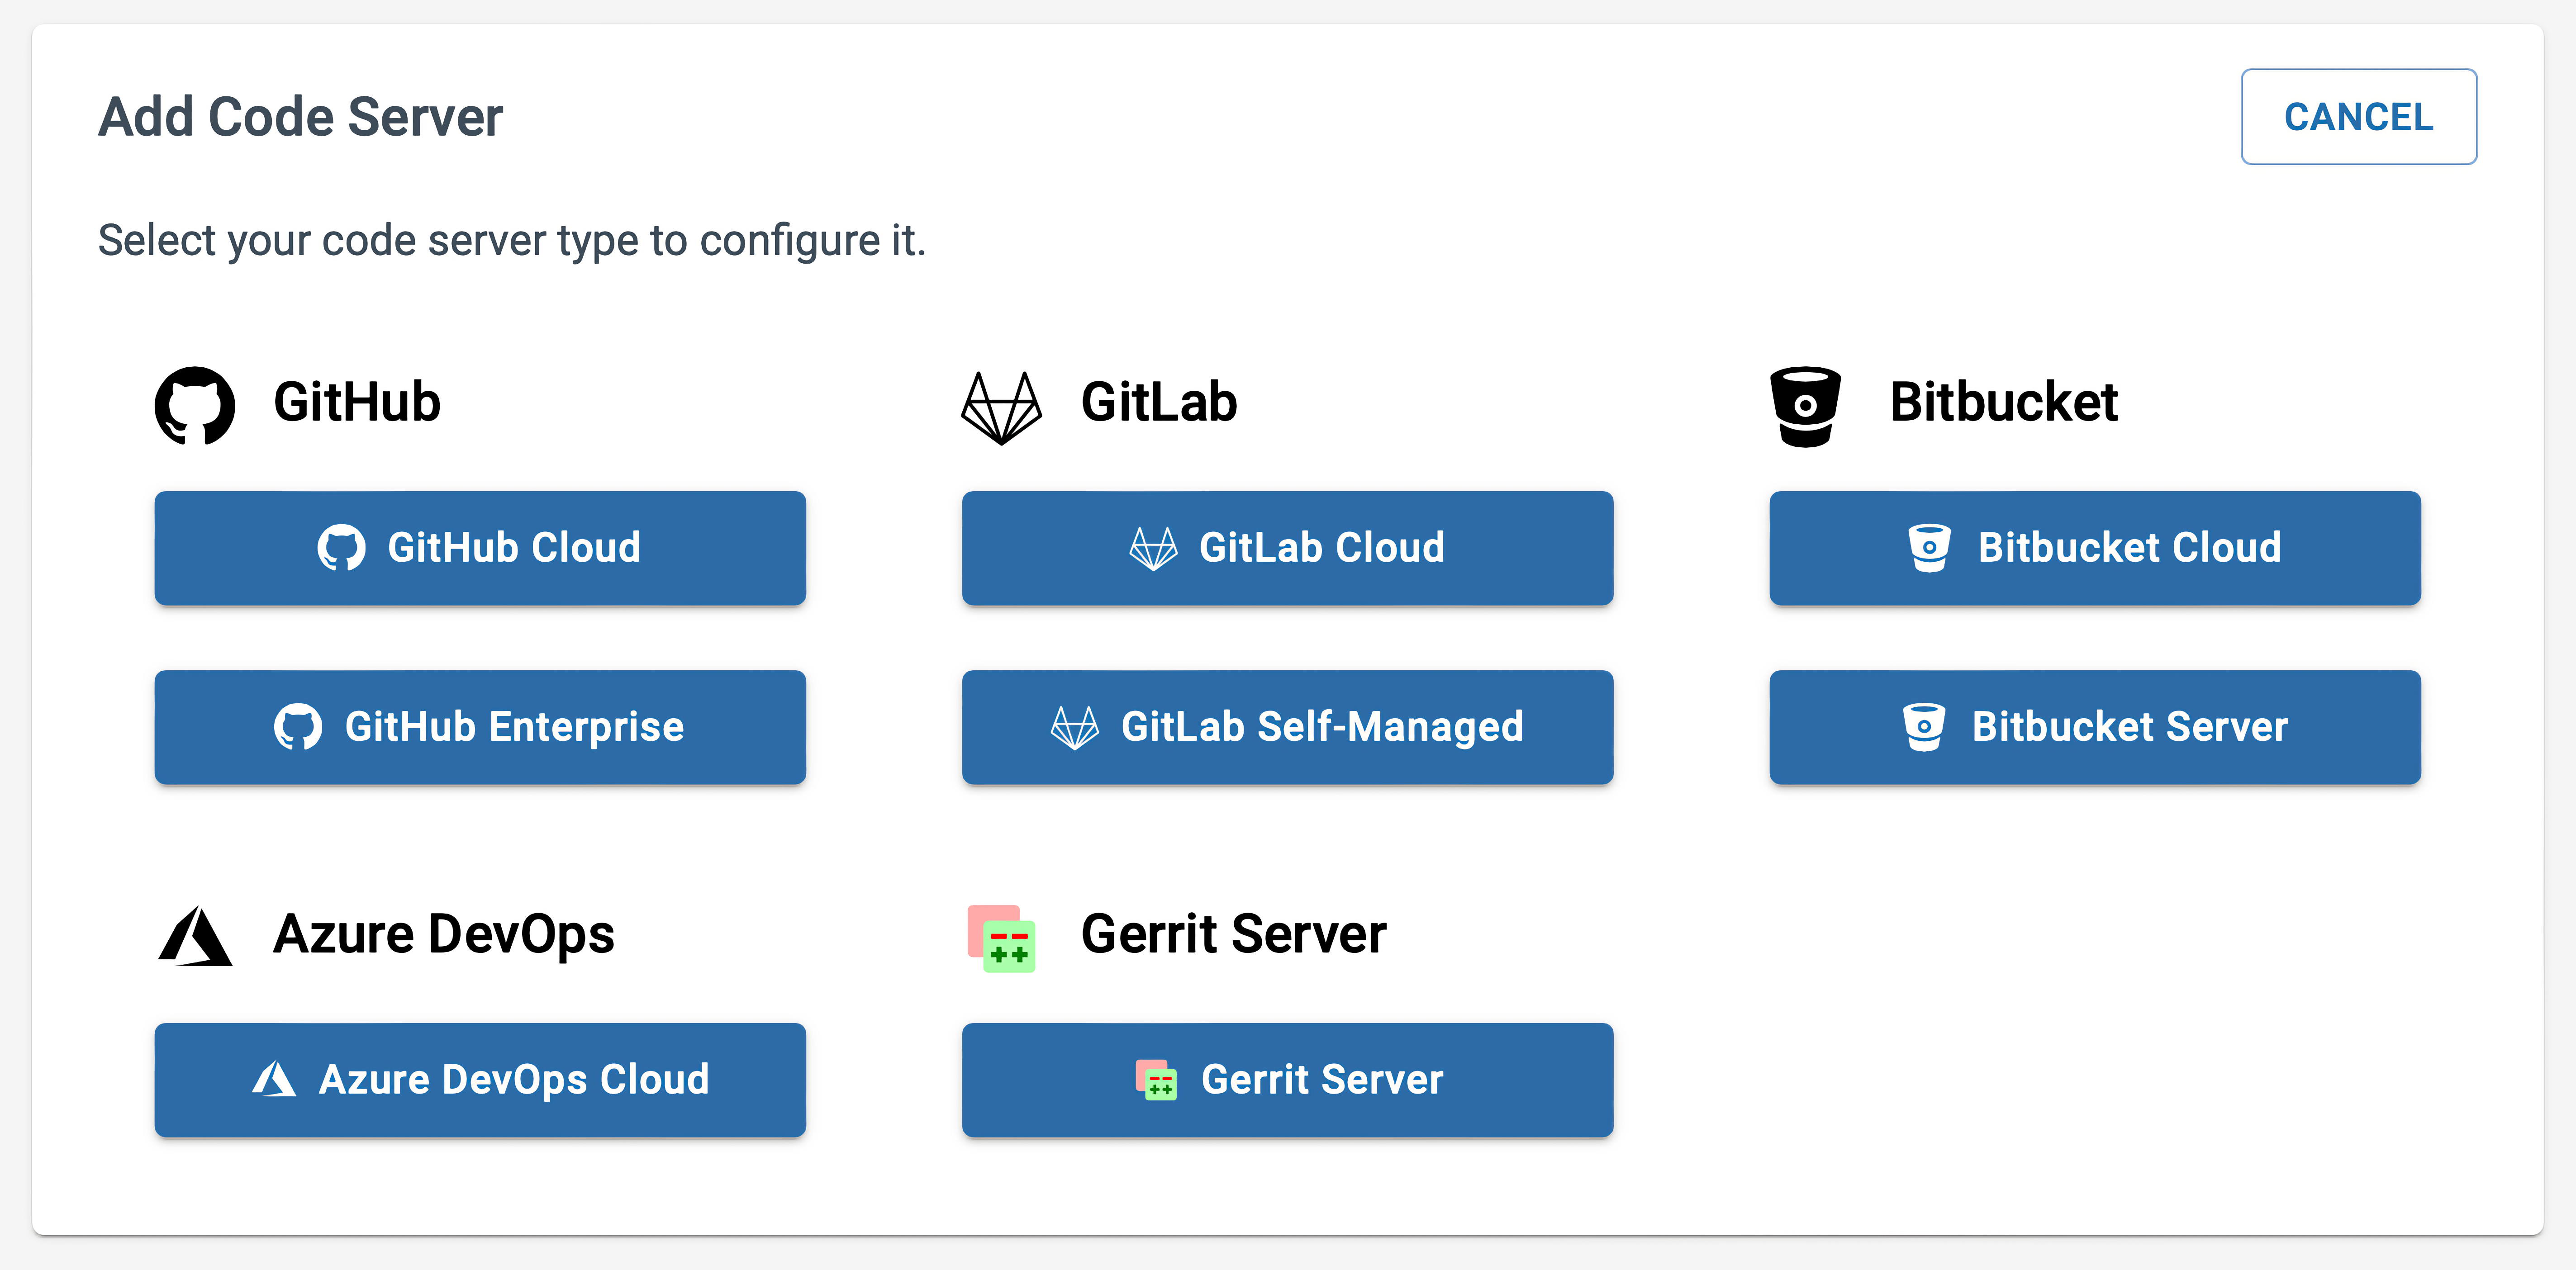 Add Code Server
CANCEL
Select your code server type to configure it.
GitHub
GitLab
Bitbucket
GitHub Cloud
GitLab Cloud
Bitbucket Cloud
GitHub Enterprise
GitLab Self-Managed
Bitbucket Server
Azure DevOps
Gerrit Server
Azure DevOps Cloud
Gerrit Server